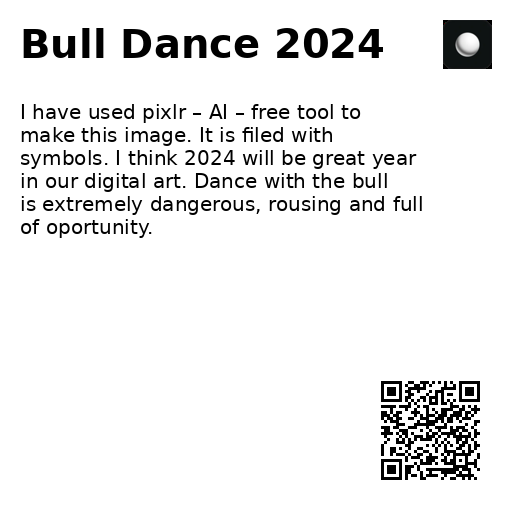 Bull Dance 2024
I have used pixlr – AI – free tool to
make this image. It is filed with
symbols. I think 2024 will be great year
in our digital art. Dance with the bull
is extremely dangerous, rousing and full
of oportunity.